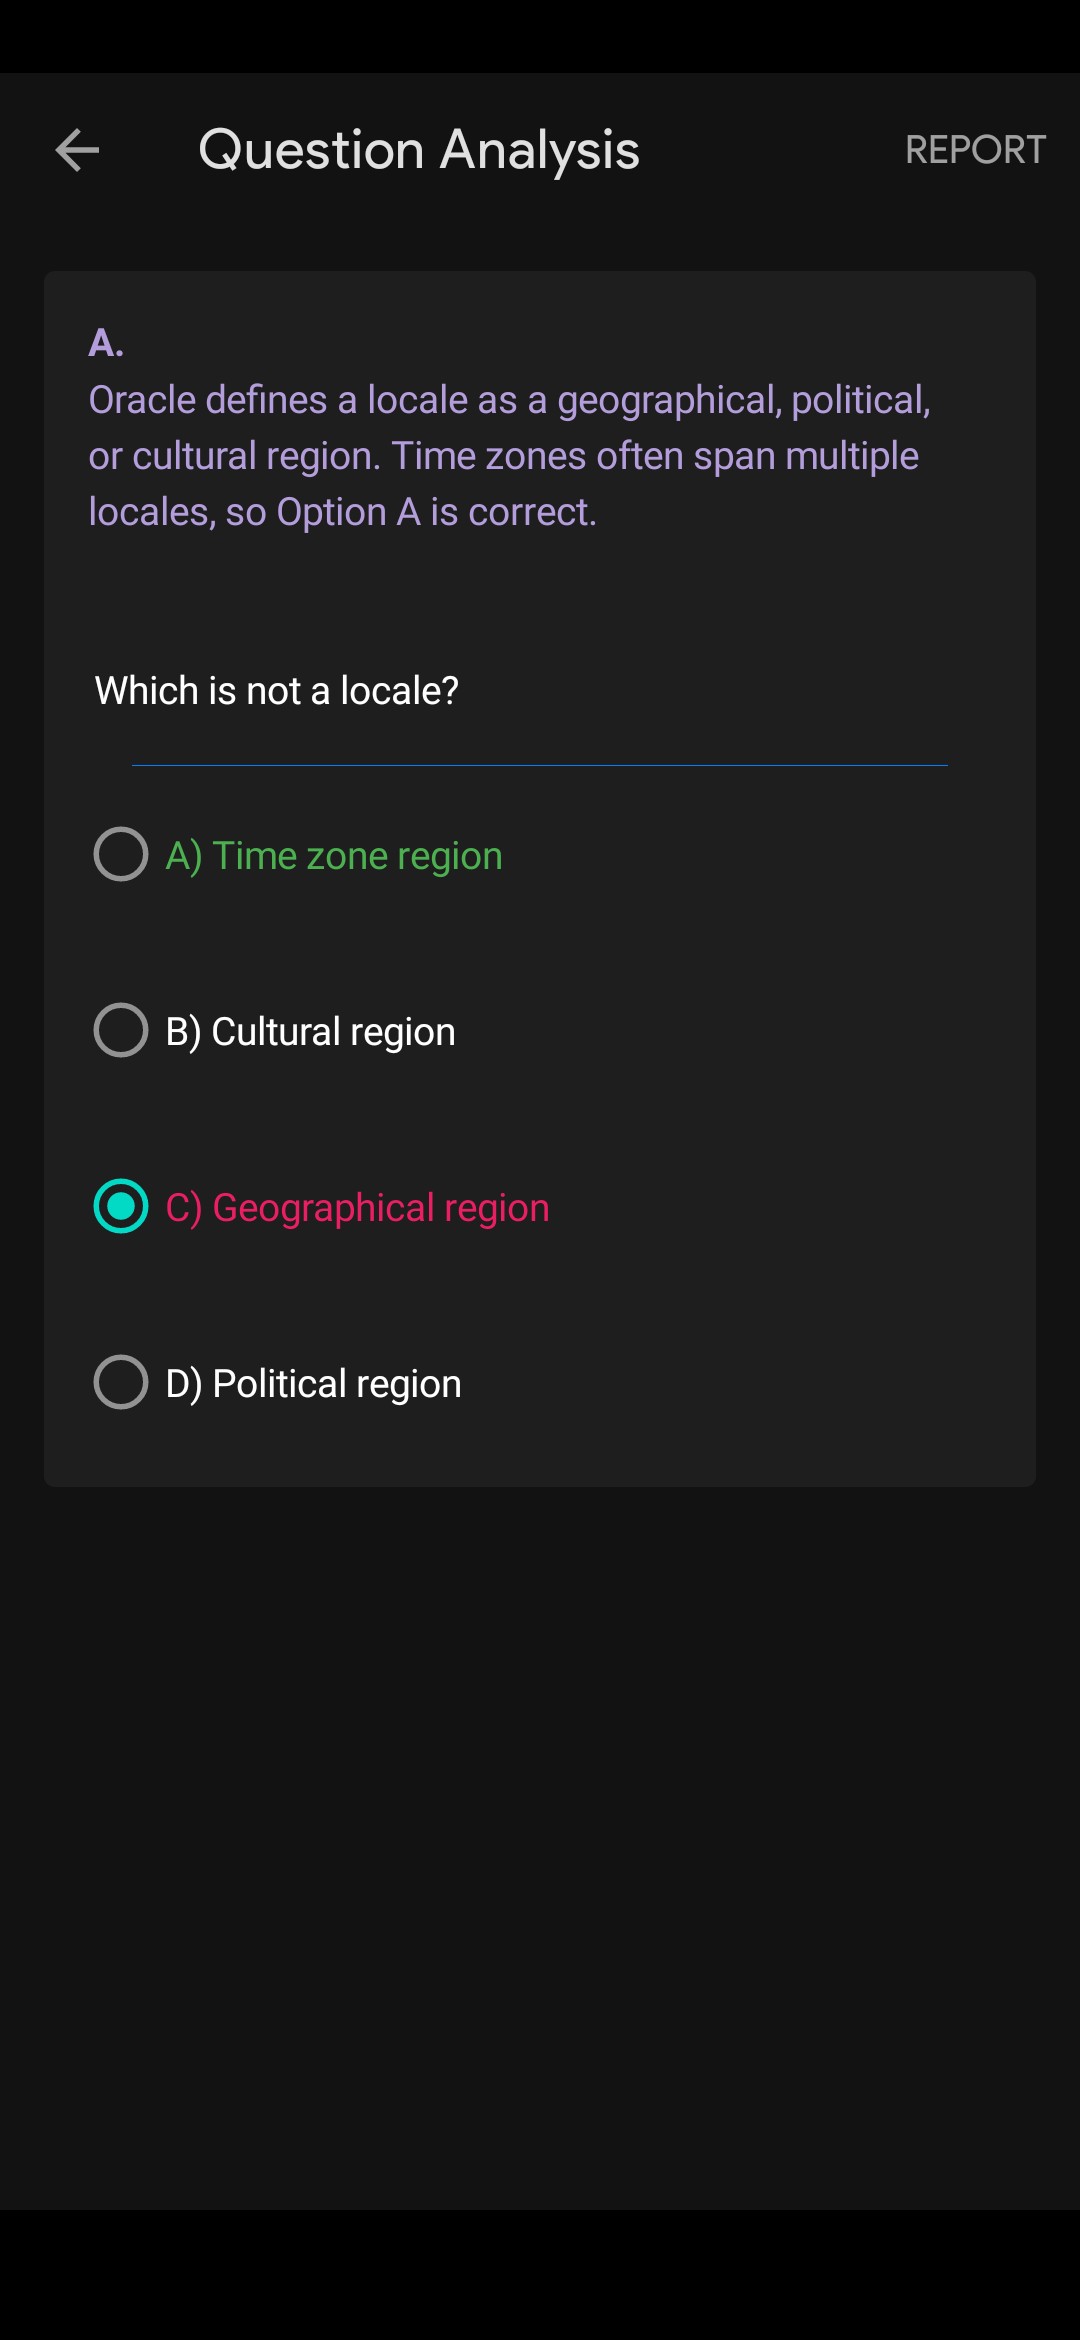 Question Analysis
REPORT
A.
Oracle defines a locale as a geographical, political,
or cultural region. Time zones often span multiple
locales, so Option A is correct.
Which is not a locale?
A) Time zone region
B) Cultural region
C) Geographical region
D) Political region